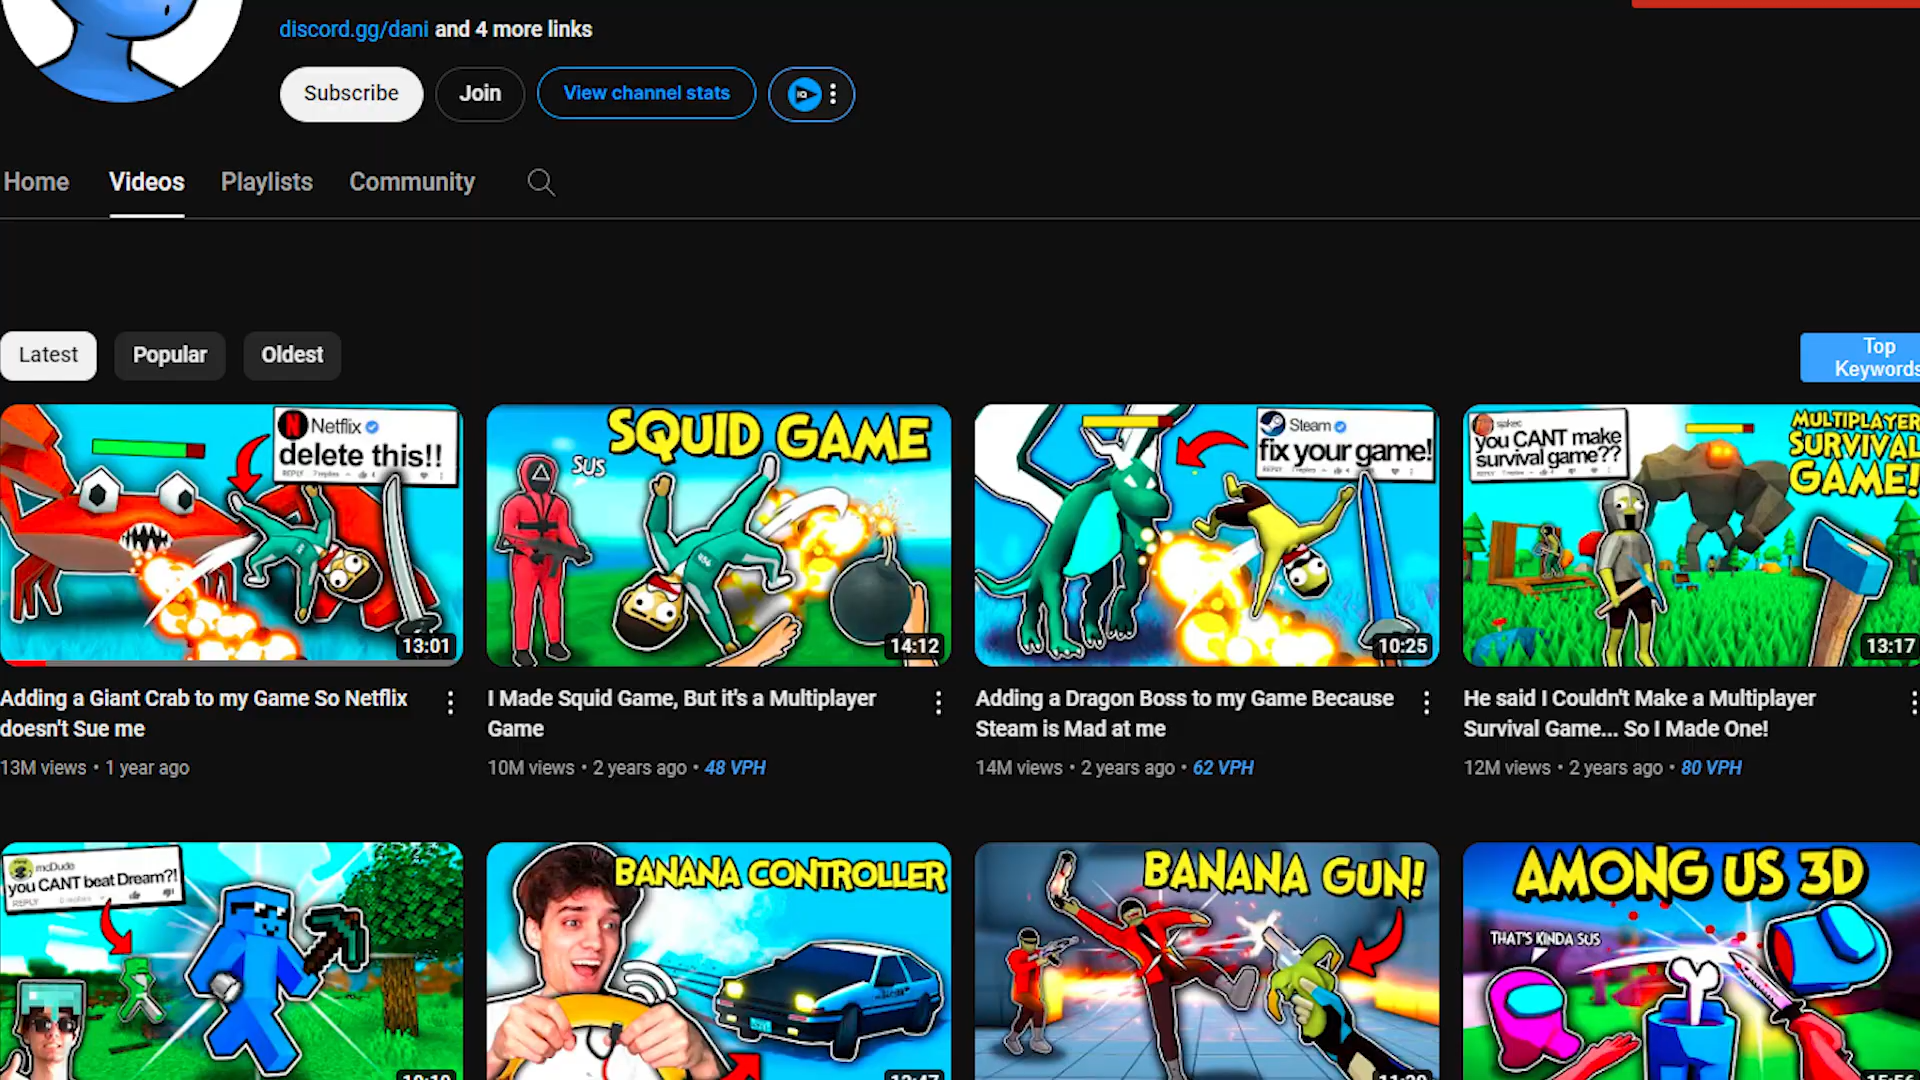 discord.gg/dani and 4 more links
Subscribe
Join
View channel stats
Home
Videos
Playlists
Community
Latest
Popular
Oldest
Top
Keywords
Netflix
delete this!!
REPLY
13:01
SQUID GAME
SUS
14:12
Steam
fix your game!
REPLY
10:25
you CANT make
survival game??
MULTIPLAYER
SURVIVAL
GAME!
13:17
Adding a Giant Crab to my Game So Netflix
doesn't Sue me
13M views • 1 year ago
I Made Squid Game, But it's a Multiplayer
Game
10M views • 2 years ago • 48 VPH
Adding a Dragon Boss to my Game Because
Steam is Mad at me
14M views • 2 years ago • 62 VPH
He said I Couldn't Make a Multiplayer
Survival Game... So I Made One!
12M views • 2 years ago • 80 VPH
mcDude
you CANT beat Dream?!
REPLY
BANANA CONTROLLER
BANANA GUN!
AMONG US 3D
THAT'S KINDA SUS